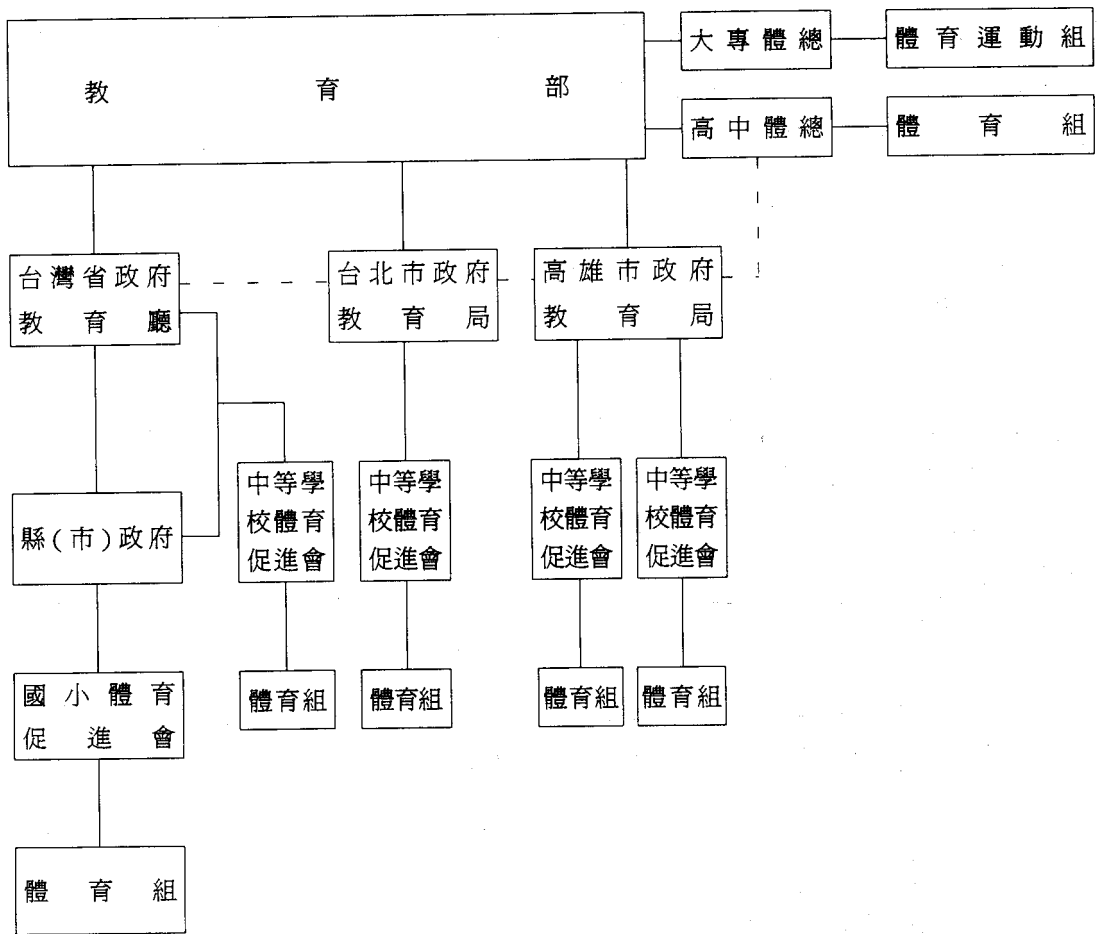 教育部
大專體總
體育運動組
高中體總
體育組
台灣省政府
教育廳
台北市政府
教育局
高雄市政府
教育局
縣(市)政府
中等學
校體育
促進會
中等學
校體育
促進會
中等學
校體育
促進會
中等學
校體育
促進會
國小體育
促進會
體育組
體育組
體育組
體育組
體育組